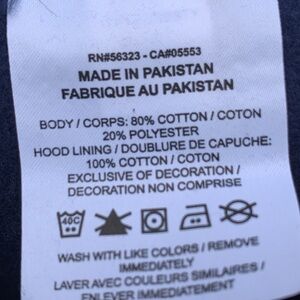 RN#56323 - CA#05553
MADE IN PAKISTAN
FABRIQUE AU PAKISTAN
BODY / CORPS: 80% COTTON / COTON
20% POLYESTER
HOOD LINING / DOUBLURE DE CAPUCHE:
100% COTTON / COTON
EXCLUSIVE OF DECORATION /
DECORATION NON COMPRISE
40C
WASH WITH LIKE COLORS / REMOVE
IMMEDIATELY
LAVER AVEC COULEURS SIMILAIRES /
ENLEVER IMMEDIATEMENT